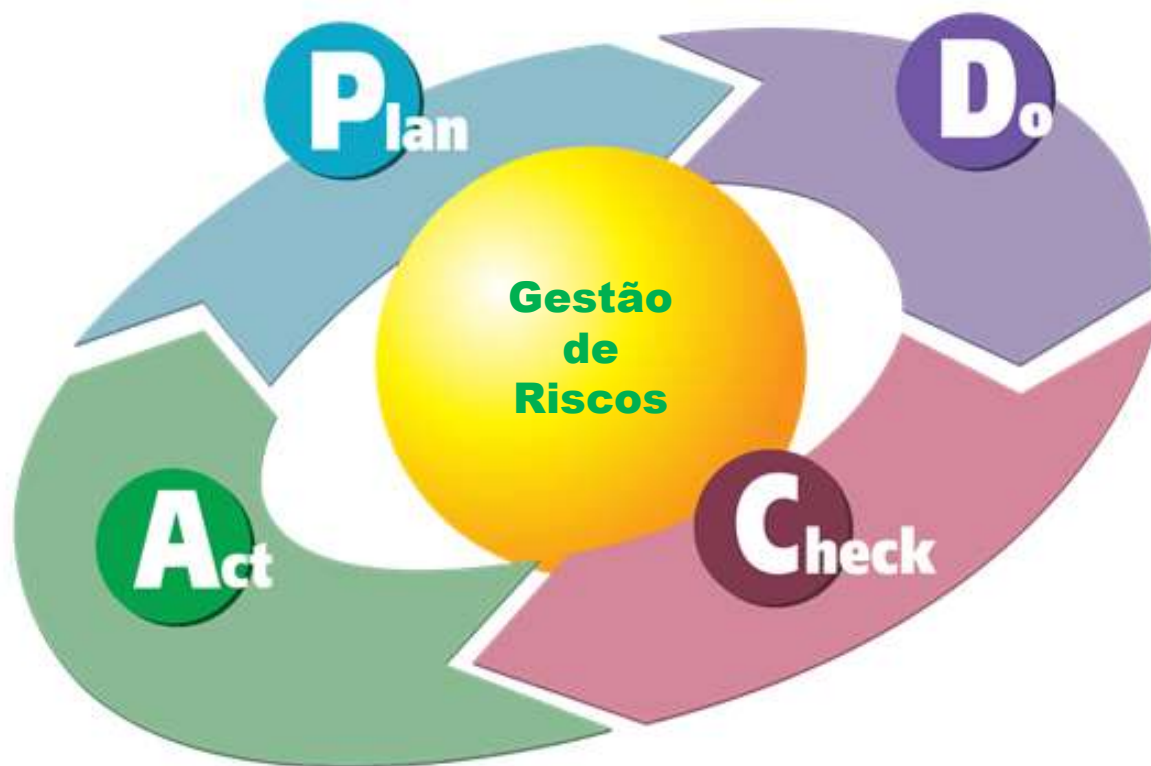 Plan
Do
Gestão
de
Riscos
Act
Check